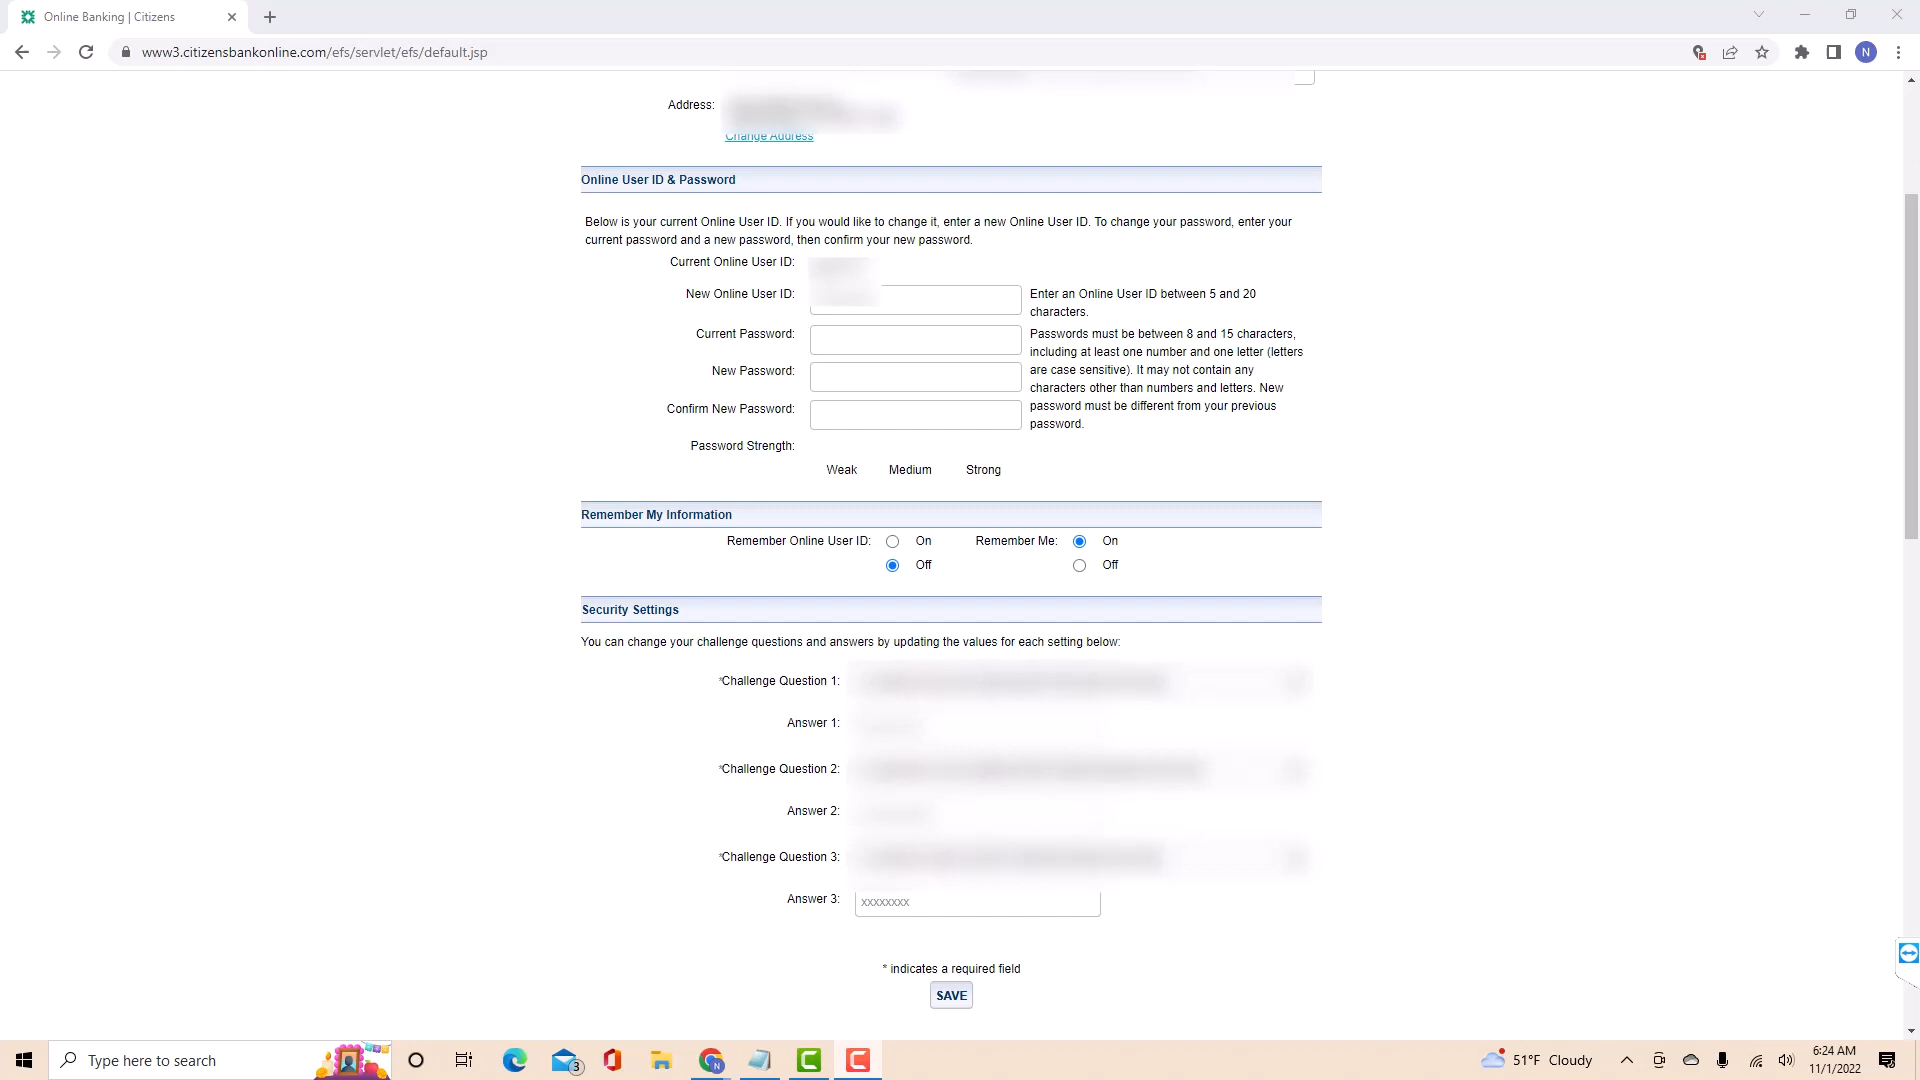 Online Banking | Citizens
www3.citizensbankonline.com/efs/servlet/efs/default.jsp
N
Address:
Change Address
Online User ID & Password
Below is your current Online User ID. If you would like to change it, enter a new Online User ID. To change your password, enter your
current password and a new password, then confirm your new password.
Current Online User ID:
New Online User ID:
Enter an Online User ID between 5 and 20
characters.
Current Password:
Passwords must be between 8 and 15 characters,
including at least one number and one letter (letters
New Password:
are case sensitive). It may not contain any
characters other than numbers and letters. New
Confirm New Password:
password must be different from your previous
password.
Password Strength:
Weak Medium Strong
Remember My Information
Remember Online User ID: On Remember Me: On
Off Off
Security Settings
You can change your challenge questions and answers by updating the values for each setting below:
*Challenge Question 1:
Answer 1:
*Challenge Question 2:
Answer 2:
*Challenge Question 3:
Answer 3: xxxxxxxx
* indicates a required field
SAVE
Type here to search
3
N
51°F Cloudy
6:24 AM
11/1/2022